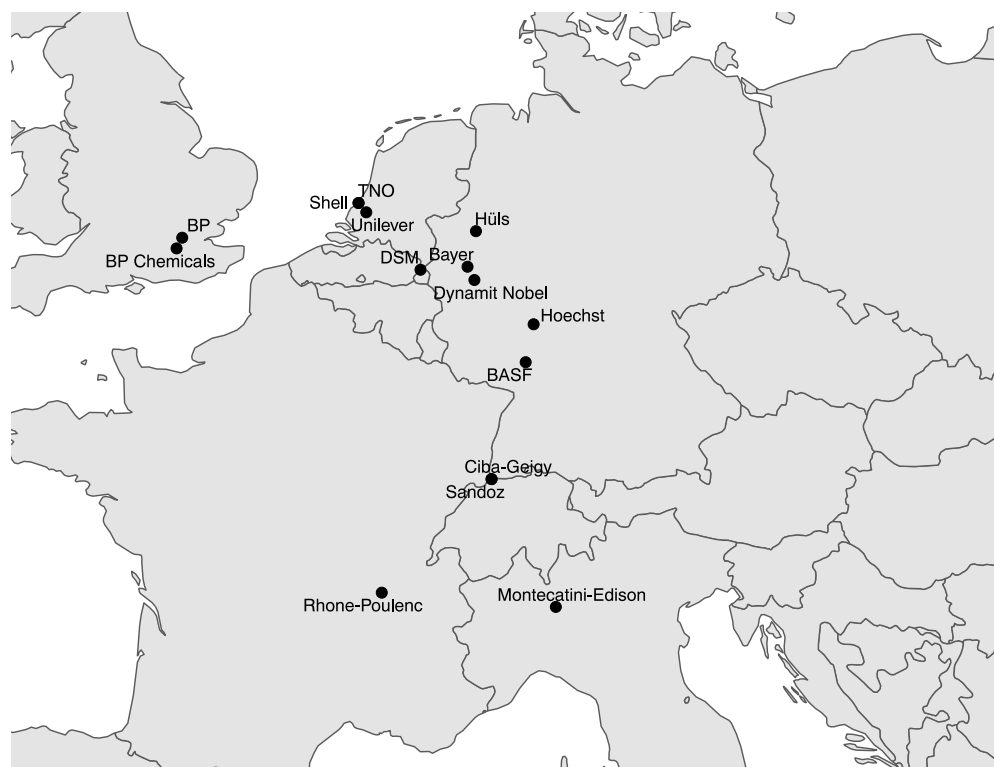 TNO
Shell
Unilever
BP
BP Chemicals
Hüls
DSM
Bayer
Dynamit Nobel
Hoechst
BASF
Ciba-Geigy
Sandoz
Rhone-Poulenc
Montecatini-Edison